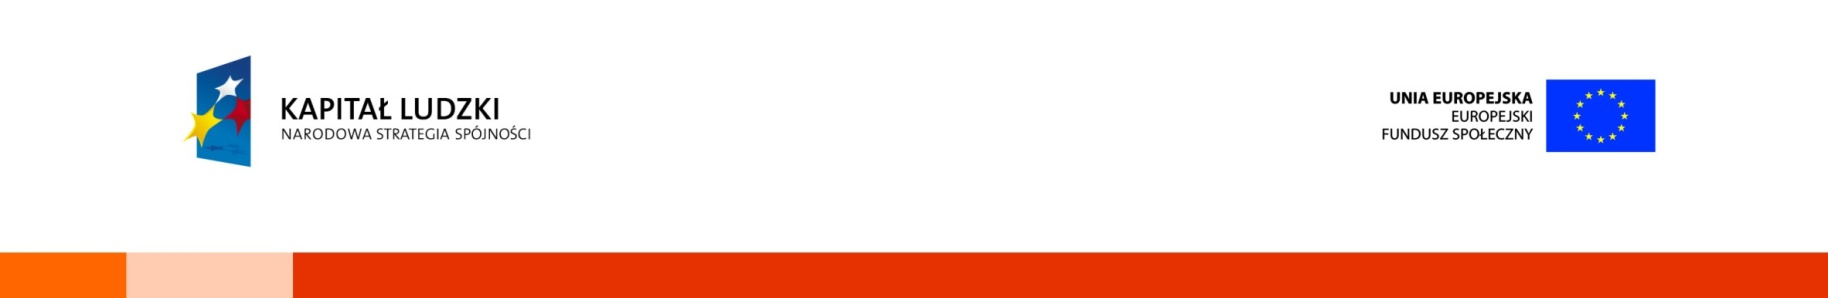 KAPITAŁ LUDZKI
NARODOWA STRATEGIA SPÓJNOŚCI
UNIA EUROPEJSKA
EUROPEJSKI
FUNDUSZ SPOŁECZNY